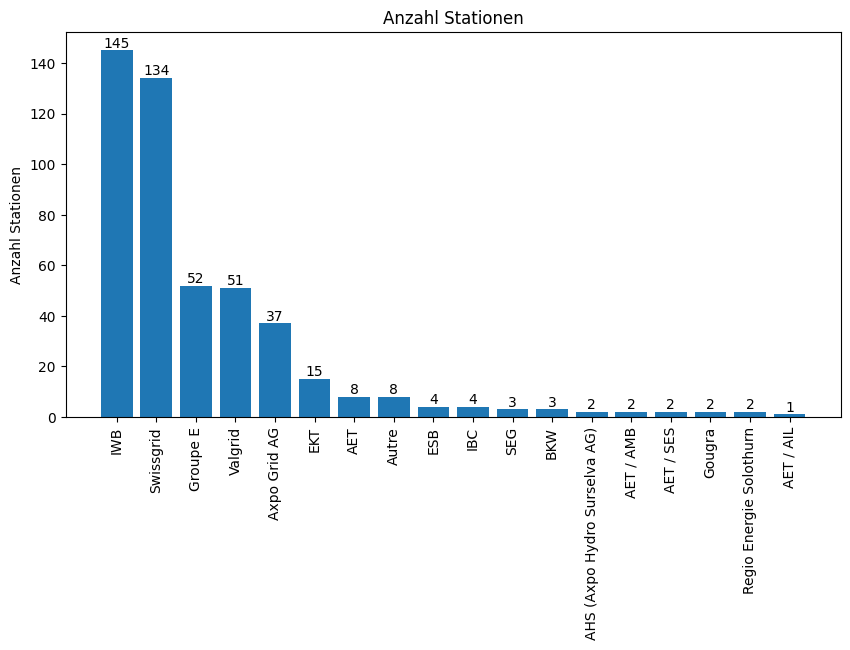 Anzahl Stationen
Anzahl Stationen
140
120
100
80
60
40
20
0
145
134
52
51
37
15
8
8
4
4
3
3
2
2
2
2
2
1
IWB
Swissgrid
Groupe E
Valgrid
Axpo Grid AG
EKT
AET
Autre
ESB
IBC
SEG
BKW
AHS (Axpo Hydro Surselva AG)
AET / AMB
AET / SES
Gougra
Regio Energie Solothurn
AET / AIL